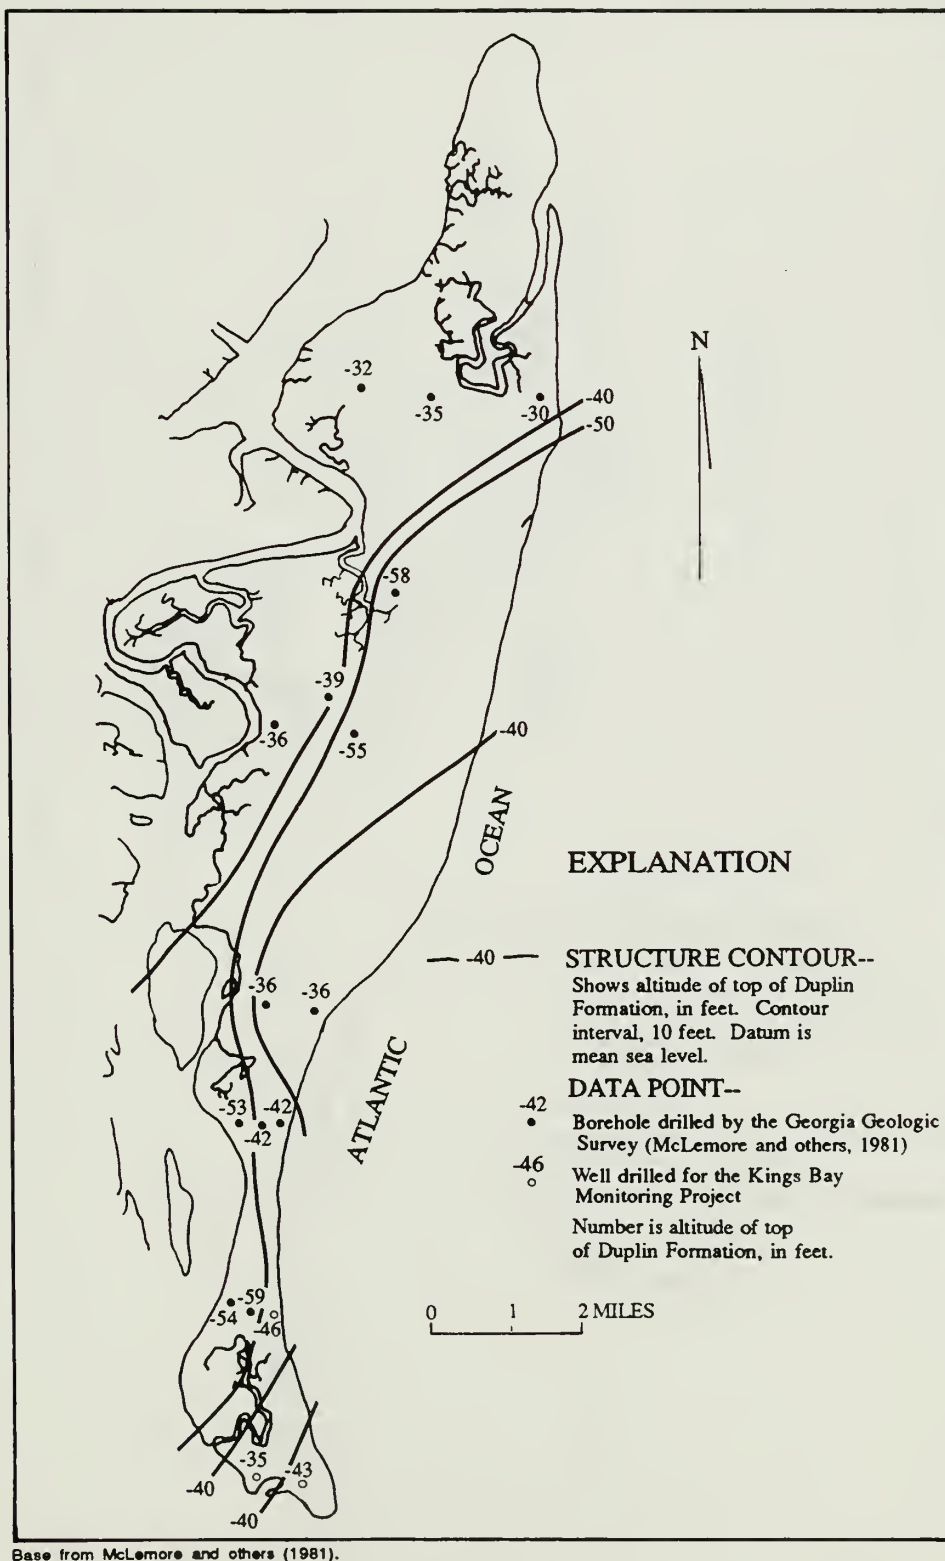 -32
-35
-30
-40
-50
N
-58
-39
-36
-55
-40
OCEAN
EXPLANATION
-40
STRUCTURE CONTOUR--
Shows altitude of top of Duplin
Formation, in feet. Contour
interval, 10 feet. Datum is
mean sea level.
-36
-36
ATLANTIC
DATA POINT--
-42
Borehole drilled by the Georgia Geologic
Survey (McLemore and others, 1981)
-46
Well drilled for the Kings Bay
Monitoring Project
Number is altitude of top
of Duplin Formation, in feet.
-53
-42
-42
-59
-54
-46
0 1 2 MILES
-35
-43
-40
-40
Base from McLemore and others (1981).